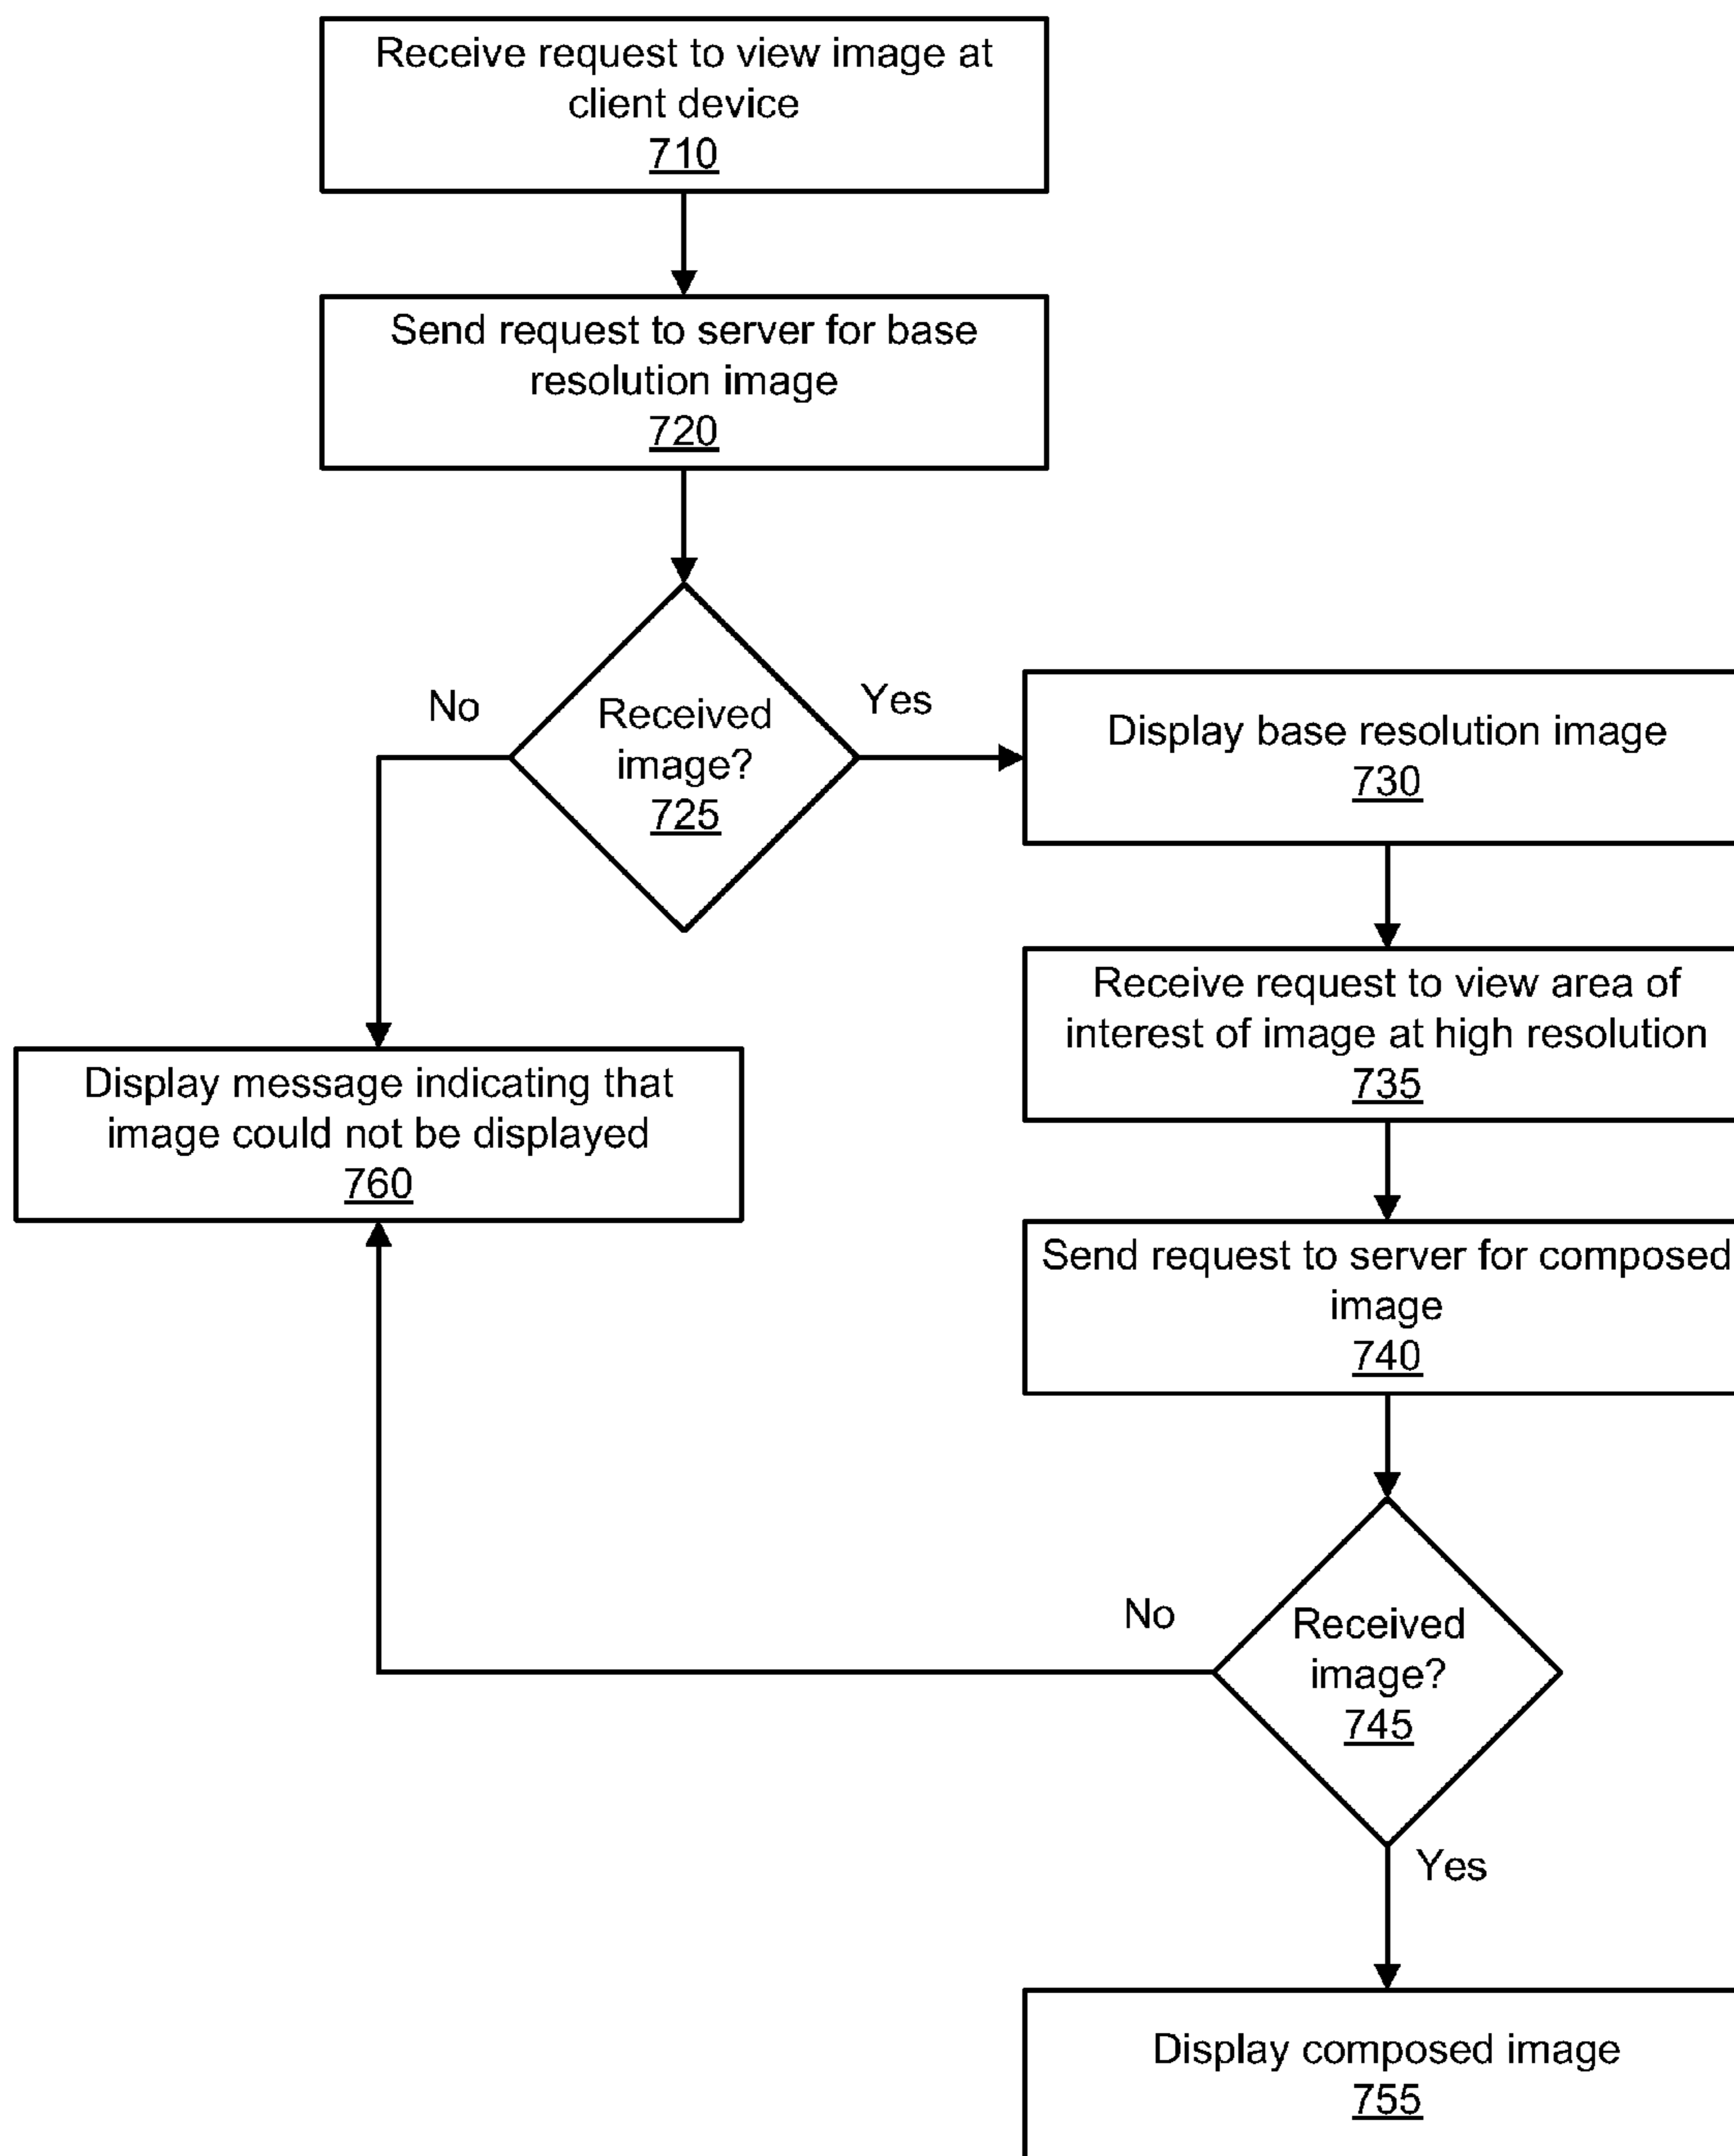 Receive request to view image at
client device
710
Send request to server for base
resolution image
720
No
Received
image?
725
Yes
Display base resolution image
730
Receive request to view area of
interest of image at high resolution
735
Display message indicating that
image could not be displayed
760
Send request to server for composed
image
740
No
Received
image?
745
Yes
Display composed image
755